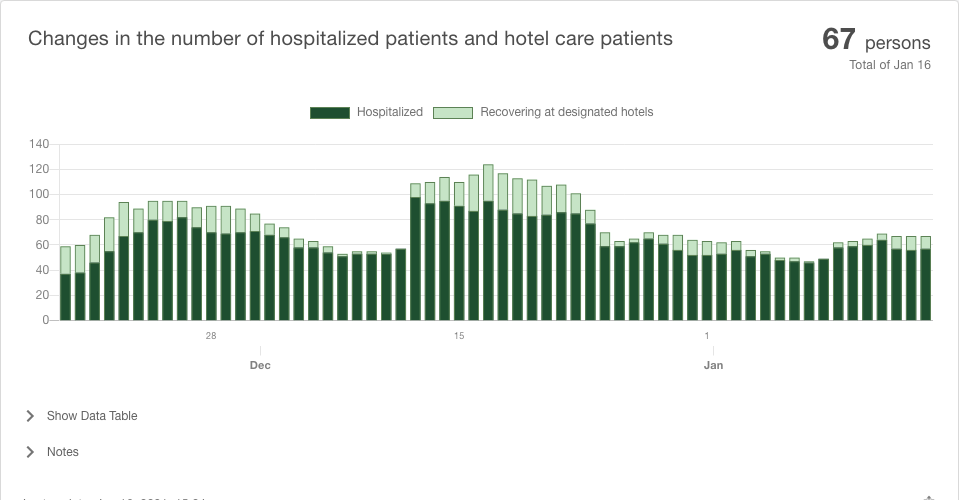 Changes in the number of hospitalized patients and hotel care patients
67 persons
Total of Jan 16
Hospitalized
Recovering at designated hotels
140
120
100
80
60
40
20
0
28
15
1
Dec
Jan
Show Data Table
Notes